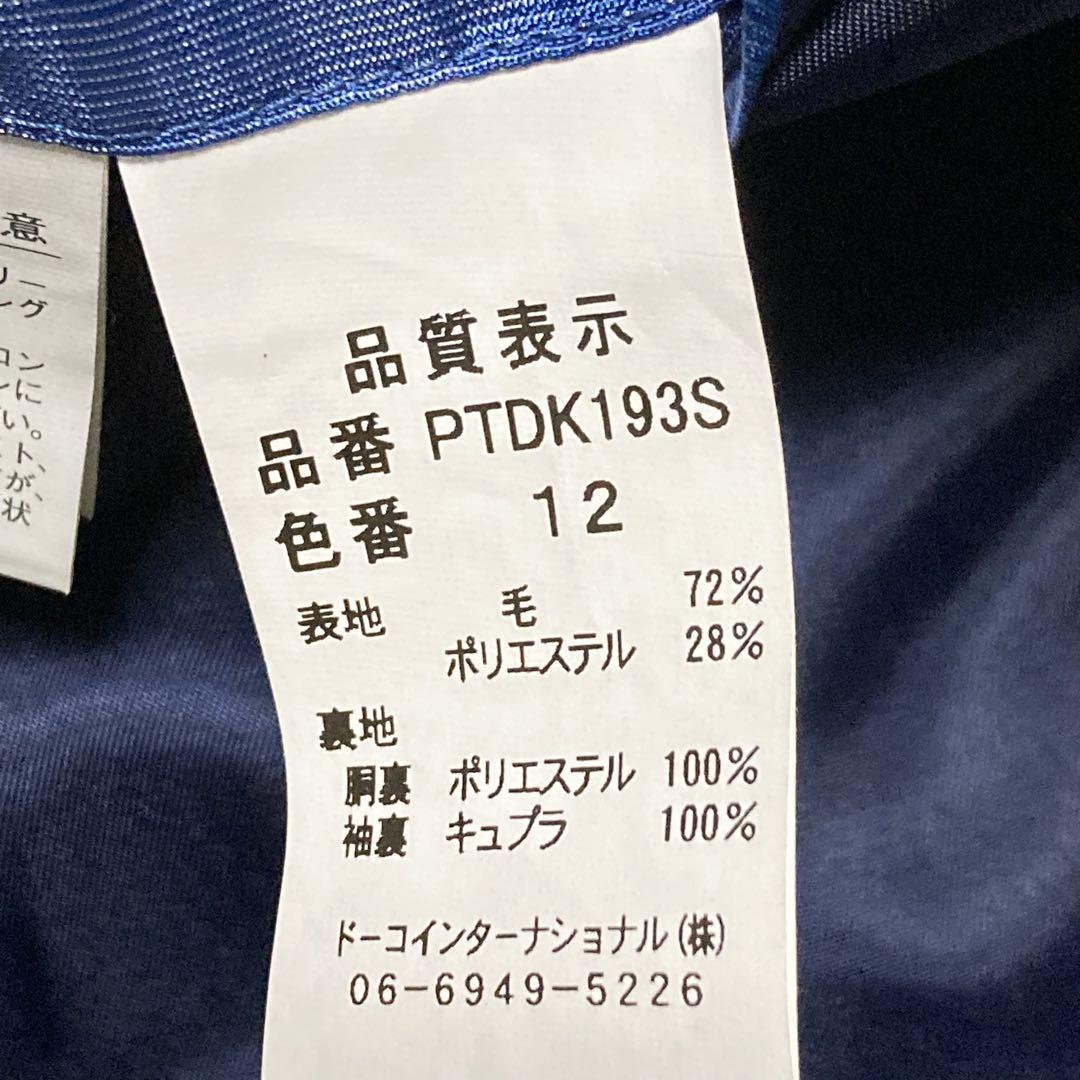 品質表示
品番 PTDK193S
色番 12
表地 毛 72%
ポリエステル 28%
裏地
胴裏 ポリエステル 100%
袖裏 キュプラ 100%
ドーコインターナショナル(株)
06-6949-5226
意
リー
ング
コン
ンに
い。
ト、
が、
状